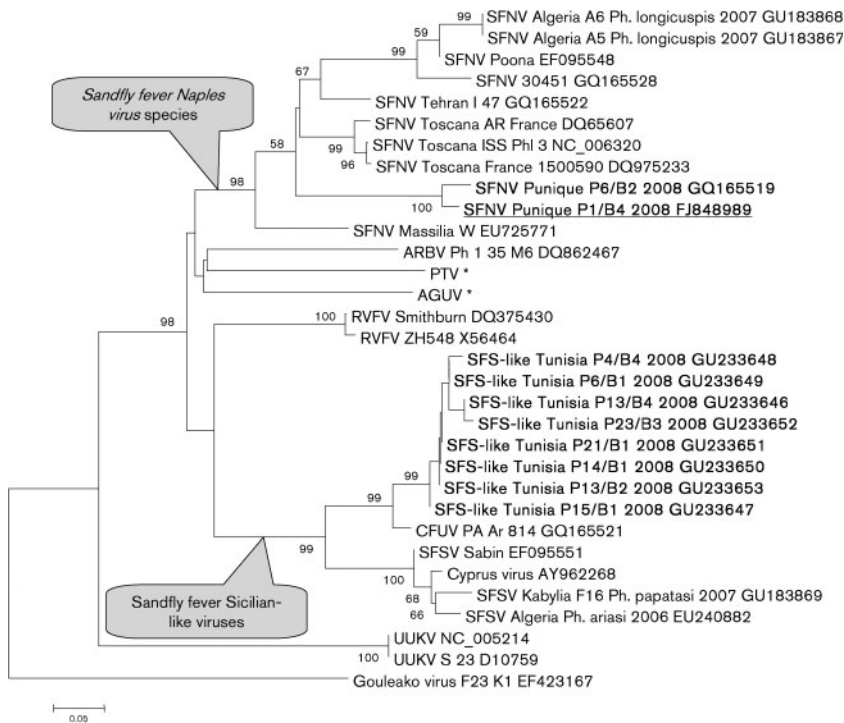 99
SFNV Algeria A6 Ph. longicuspis 2007 GU183868
SFNV Algeria A5 Ph. longicuspis 2007 GU183867
59
99
SFNV Poona EF095548
SFNV 30451 GQ165528
67
SFNV Tehran I 47 GQ165522
Sandfly fever Naples
virus species
SFNV Toscana AR France DQ65607
58
99
SFNV Toscana ISS Phl 3 NC_006320
96
SFNV Toscana France 1500590 DQ975233
98
SFNV Punique P6/B2 2008 GQ165519
100
SFNV Punique P1/B4 2008 FJ848989
SFNV Massilia W EU725771
ARBV Ph 1 35 M6 DQ862467
PTV *
AGUV *
98
100
RVFV Smithburn DQ375430
RVFV ZH548 X56464
SFS-like Tunisia P4/B4 2008 GU233648
SFS-like Tunisia P6/B1 2008 GU233649
SFS-like Tunisia P13/B4 2008 GU233646
SFS-like Tunisia P23/B3 2008 GU233652
SFS-like Tunisia P21/B1 2008 GU233651
SFS-like Tunisia P14/B1 2008 GU233650
99
SFS-like Tunisia P13/B2 2008 GU233653
99
SFS-like Tunisia P15/B1 2008 GU233647
CFUV PA Ar 814 GQ165521
99
SFSV Sabin EF095551
100
Cyprus virus AY962268
68
SFSV Kabylia F16 Ph. papatasi 2007 GU183869
66
SFSV Algeria Ph. ariasi 2006 EU240882
Sandfly fever Sicilian-
like viruses
UUKV NC_005214
100
UUKV S 23 D10759
Gouleako virus F23 K1 EF423167
0.05